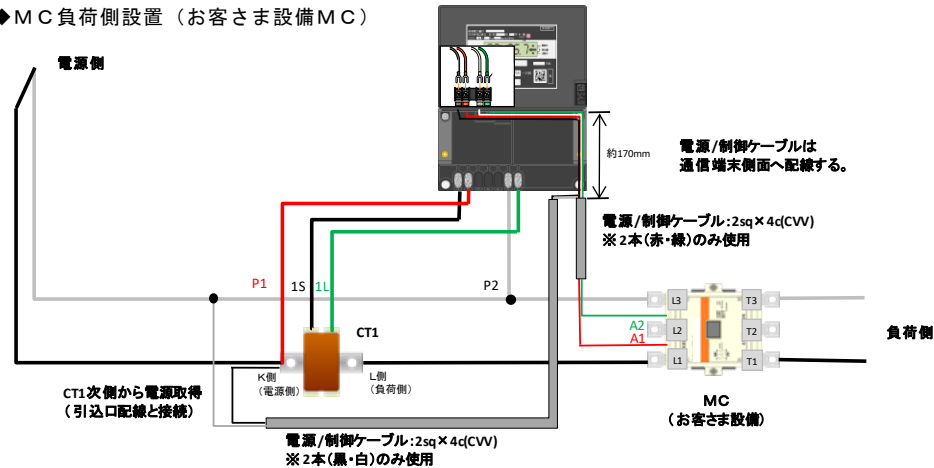 ◆ＭＣ負荷側設置（お客さま設備ＭＣ）
電源側
約170mm
電源/制御ケーブルは
通信端末側面へ配線する。
電源/制御ケーブル:2sq×4c(CVV)
※2本(赤・緑)のみ使用
P1
1S
1L
P2
CT1
L3
T3
A2
L2
T2
A1
L1
T1
負荷側
K側
(電源側)
L側
(負荷側)
CT1次側から電源取得
(引込口配線と接続)
MC
(お客さま設備)
電源/制御ケーブル:2sq×4c(CVV)
※2本(黒・白)のみ使用